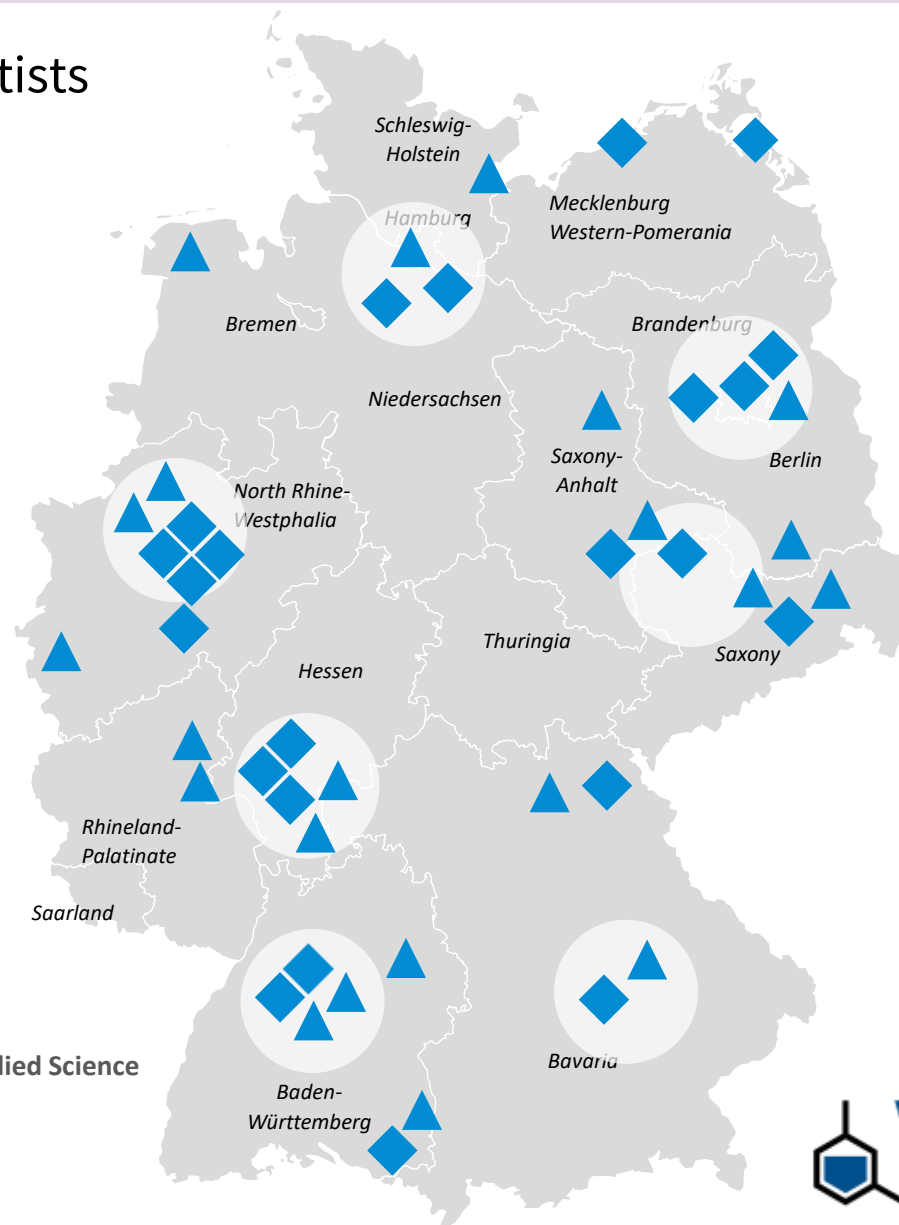 tists
Schleswig-
Holstein
Hamburg
Mecklenburg
Western-Pomerania
Bremen
Brandenburg
Niedersachsen
Saxony-
Anhalt
Berlin
North Rhine-
Westphalia
Thuringia
Saxony
Hessen
Rhineland-
Palatinate
Saarland
Bavaria
lied Science
Baden-
Württemberg